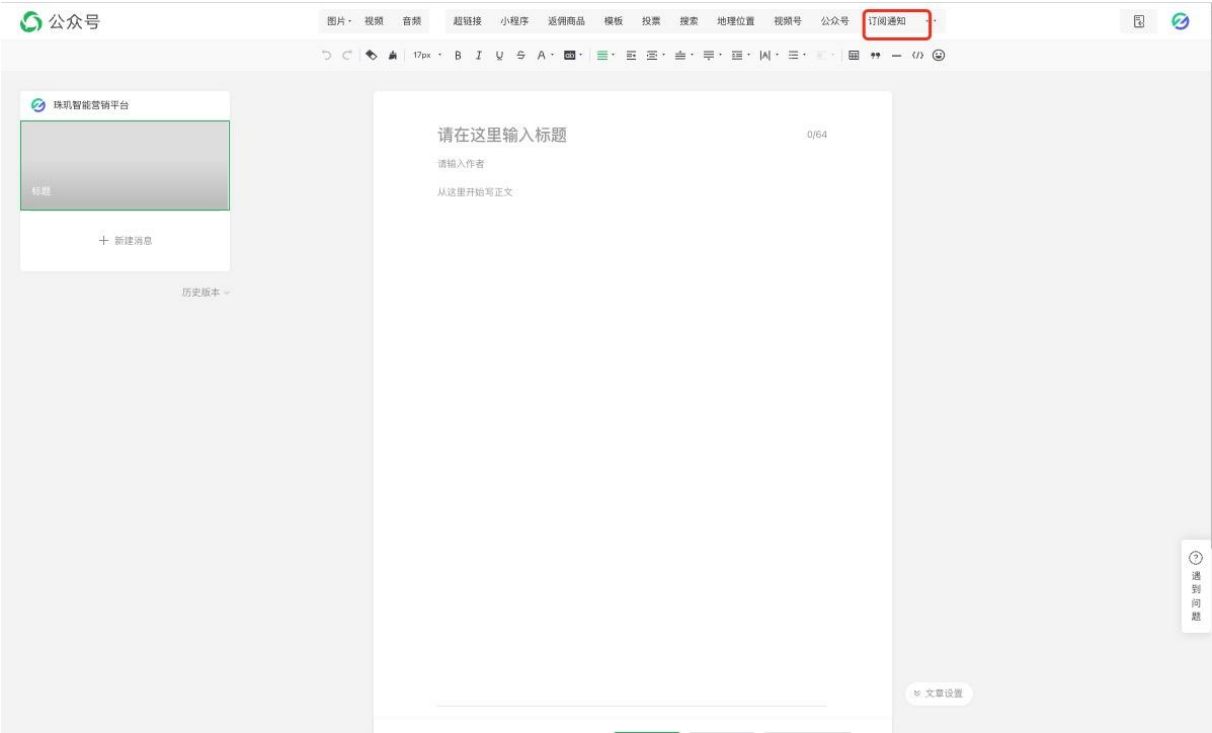 公众号
图片 视频 音频 超链接 小程序 返佣商品 模板 投票 搜索 地理位置 视频号 公众号 订阅通知 ···
17px B I U S A ab |A| </>
珠玑智能营销平台
标题
+ 新建消息
历史版本
请在这里输入标题 0/64
请输入作者
从这里开始写正文
遇到问题
文章设置